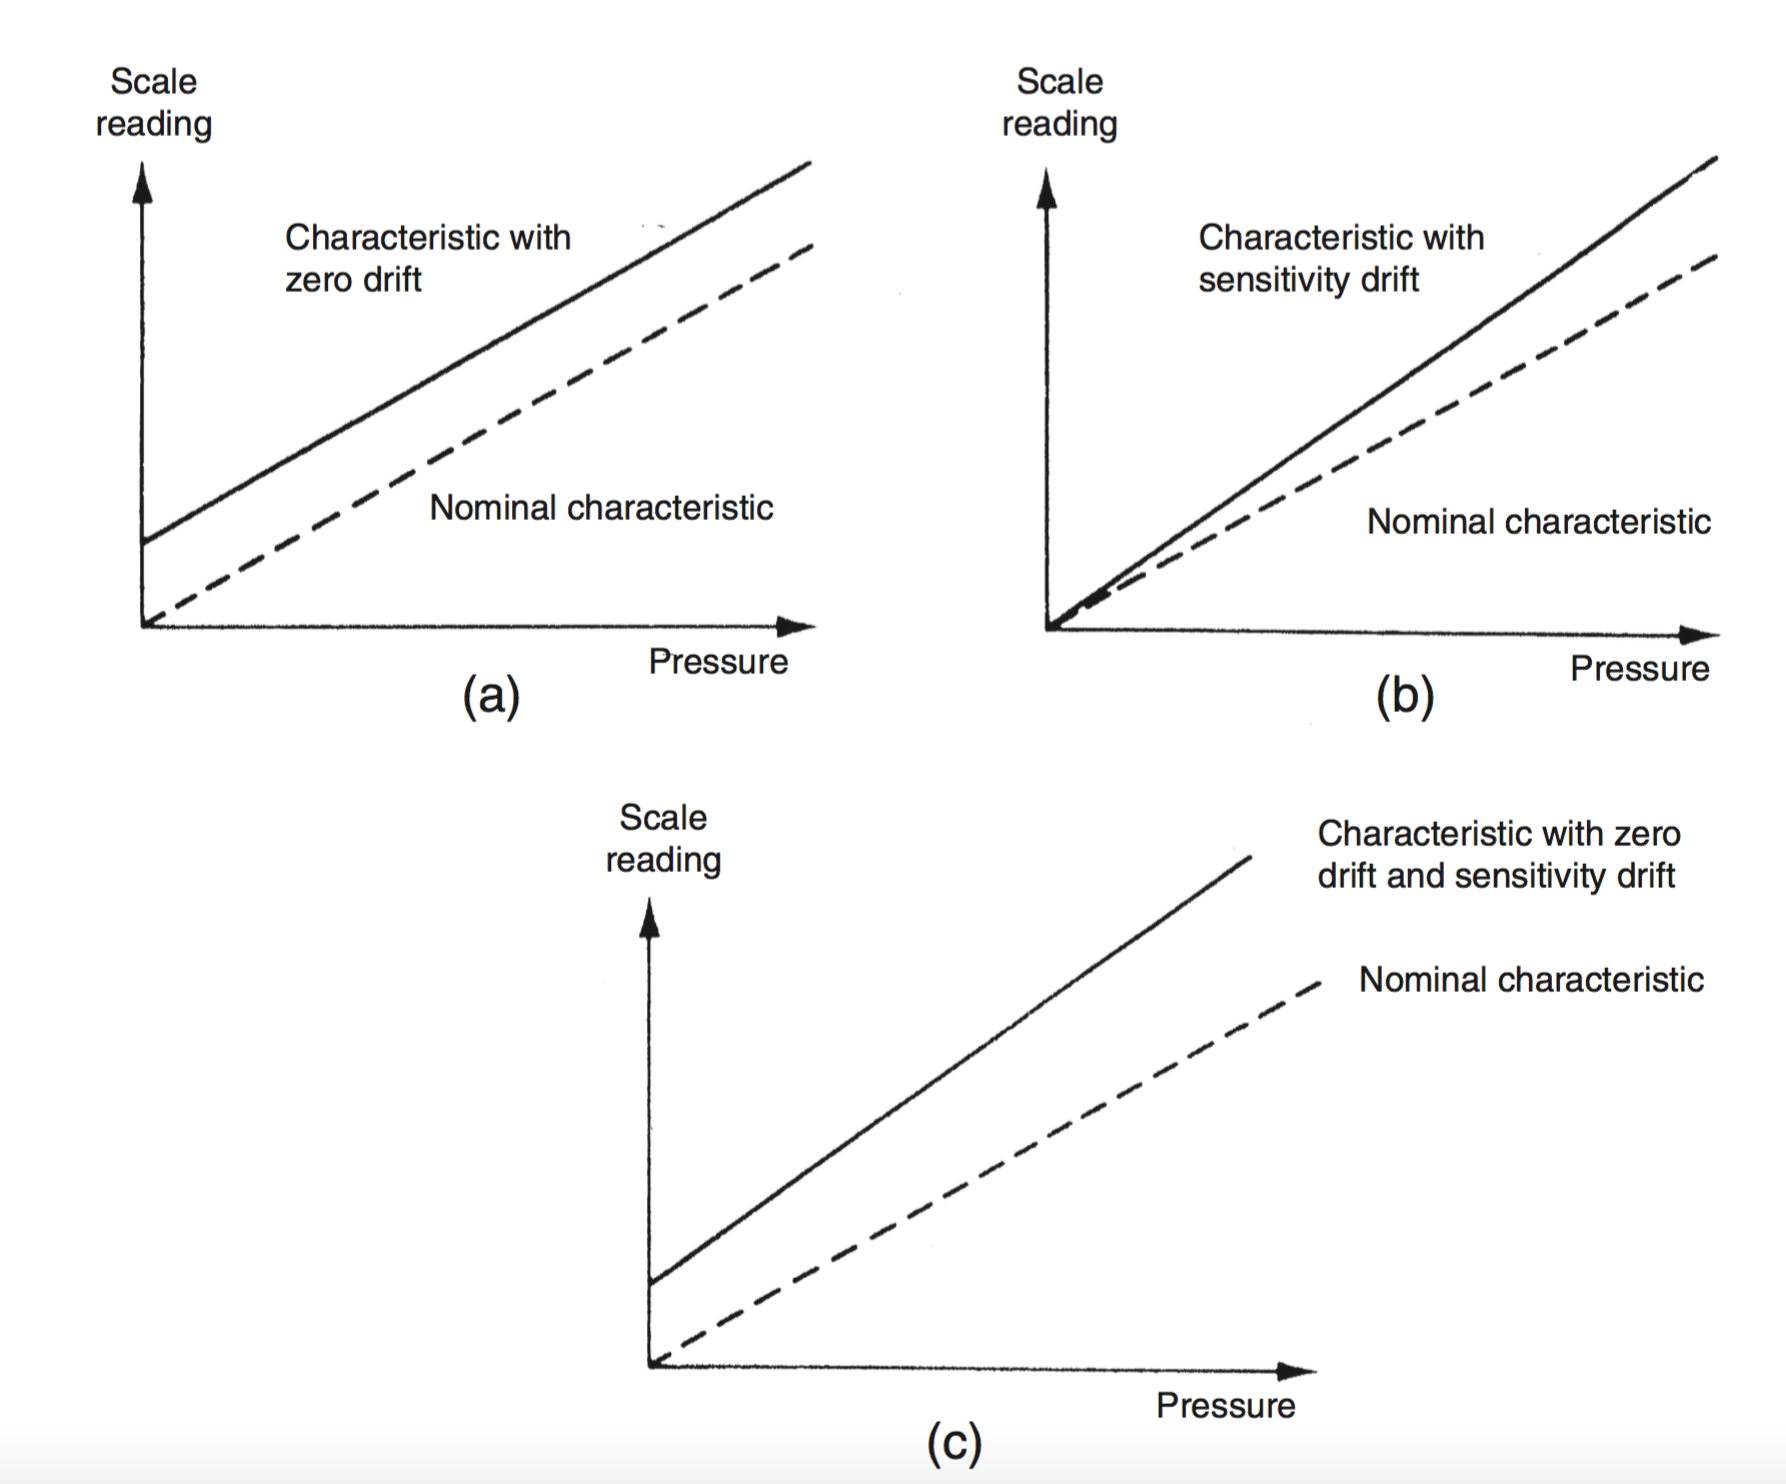 Scale
reading
Characteristic with
zero drift
Nominal characteristic
Pressure
(a)
Scale
reading
Characteristic with
sensitivity drift
Nominal characteristic
Pressure
(b)
Scale
reading
Characteristic with zero
drift and sensitivity drift
Nominal characteristic
Pressure
(c)